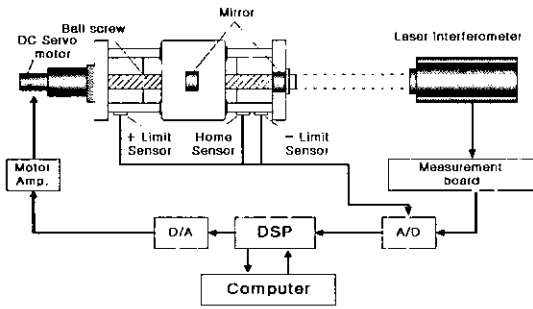 Ball screw
Mirror
DC Servo
motor
Laser Interferometer
+ Limit
Sensor
Home
Sensor
− Limit
Sensor
Motor
Amp.
Measurement
board
D/A
DSP
A/D
Computer